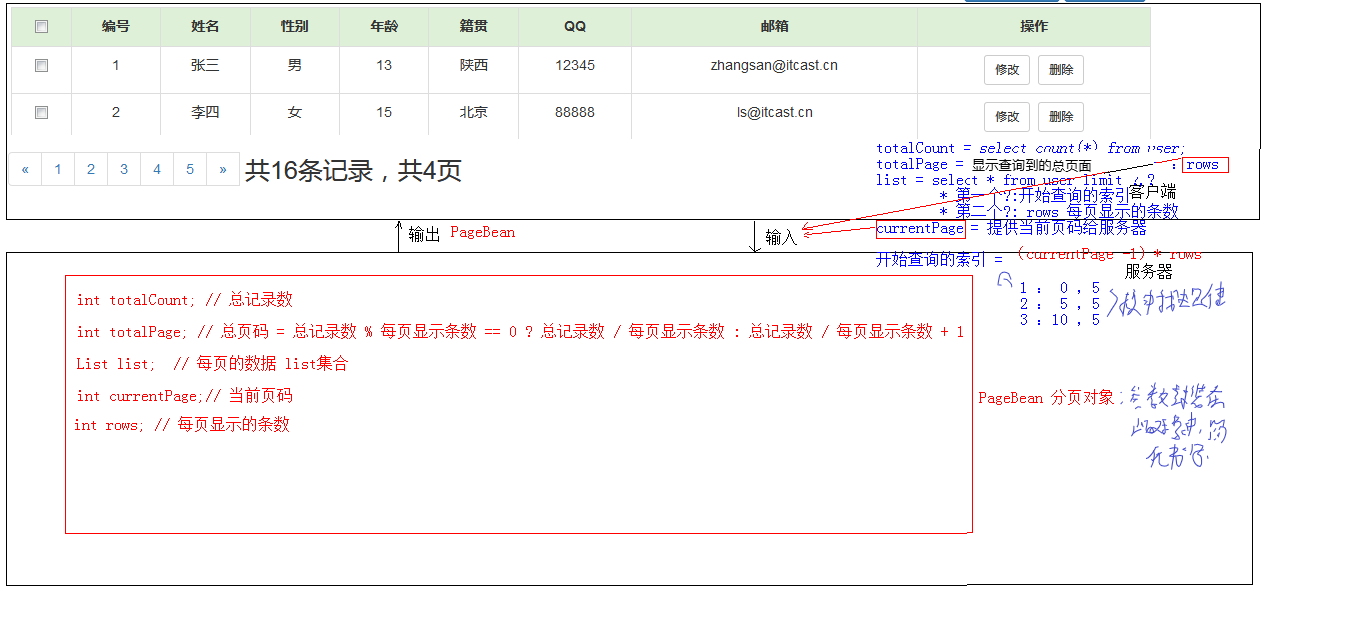 编号 姓名 性别 年龄 籍贯 QQ 邮箱 操作
1 张三 男 13 陕西 12345 zhangsan@itcast.cn 修改 删除
2 李四 女 15 北京 88888 ls@itcast.cn 修改 删除
« 1 2 3 4 5 » 共16条记录，共4页
totalCount = select count(*) from user;
totalPage = 显示查询到的总页面 : rows
list = select * from user limit ,?
* 第一个?:开始查询的索引
客户端
* 第二个?: rows 每页显示的条数
currentPage = 提供当前页码给服务器
输出 PageBean
输入
开始查询的索引 = (currentPage -1) * rows
服务器
1 : 0 , 5
2 : 5 , 5
3 : 10 , 5
int totalCount; // 总记录数
int totalPage; // 总页码 = 总记录数 % 每页显示条数 == 0 ? 总记录数 / 每页显示条数 : 总记录数 / 每页显示条数 + 1
List list; // 每页的数据 list集合
int currentPage;// 当前页码
int rows; // 每页显示的条数
PageBean 分页对象: